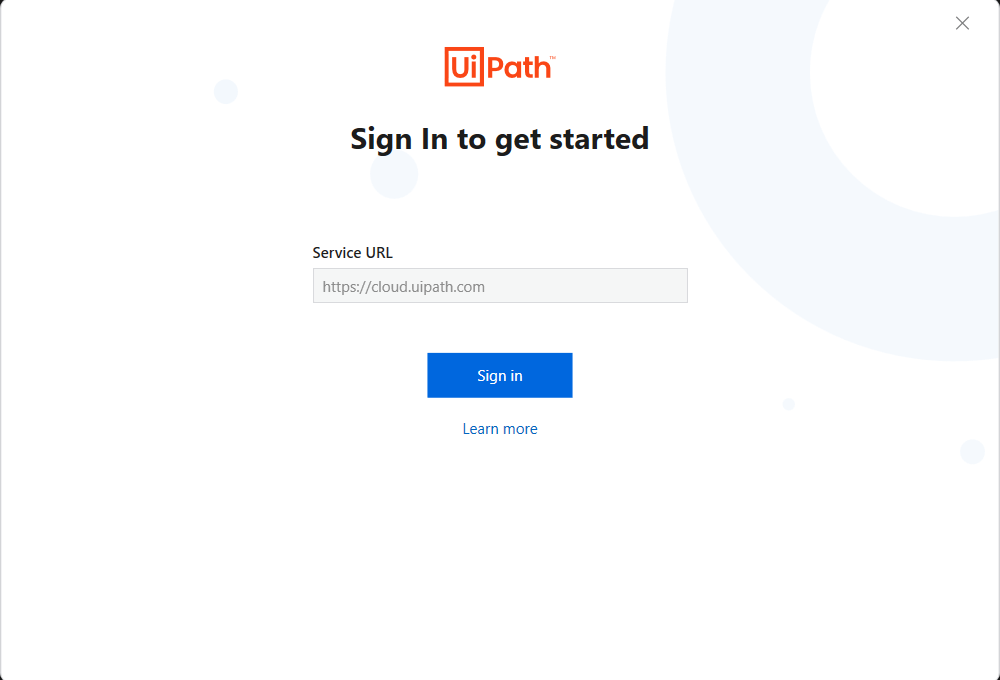 UiPath™
Sign In to get started
Service URL
https://cloud.uipath.com
Sign in
Learn more